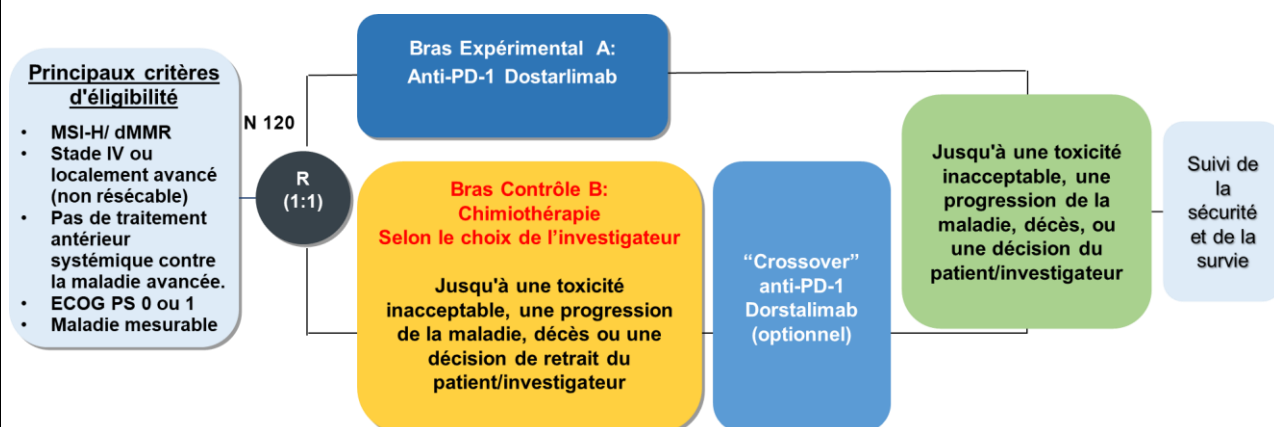 Principaux critères
d'éligibilité
• MSI-H/ dMMR
• Stade IV ou
localement avancé
(non résécable)
• Pas de traitement
antérieur
systémique contre
la maladie avancée.
• ECOG PS 0 ou 1
• Maladie mesurable
N 120
R
(1:1)
Bras Expérimental A:
Anti-PD-1 Dostarlimab
Bras Contrôle B:
Chimiothérapie
Selon le choix de l'investigateur
Jusqu'à une toxicité
inacceptable, une progression
de la maladie, décès ou une
décision de retrait du
patient/investigateur
“Crossover”
anti-PD-1
Dorstalimab
(optionnel)
Jusqu'à une toxicité
inacceptable, une
progression de la
maladie, décès, ou
une décision du
patient/investigateur
Suivi de
la
sécurité
et de la
survie